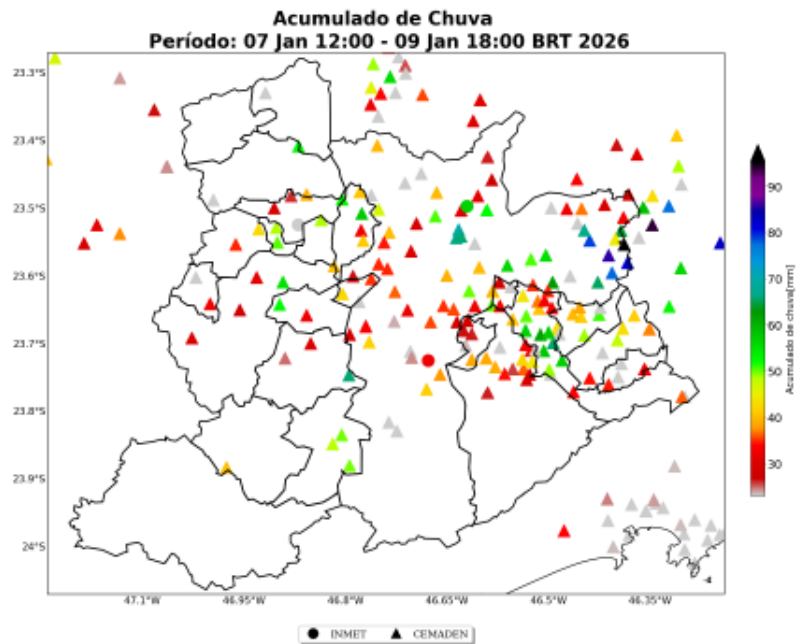 Acumulado de Chuva
Período: 07 Jan 12:00 - 09 Jan 18:00 BRT 2026
23.3°S
23.4°S
23.5°S
23.6°S
23.7°S
23.8°S
23.9°S
24°S
47.1°W
46.95°W
46.8°W
46.65°W
46.5°W
46.35°W
90
80
70
60
50
40
30
Acumulado de chuva[mm]
INMET CEMADEN